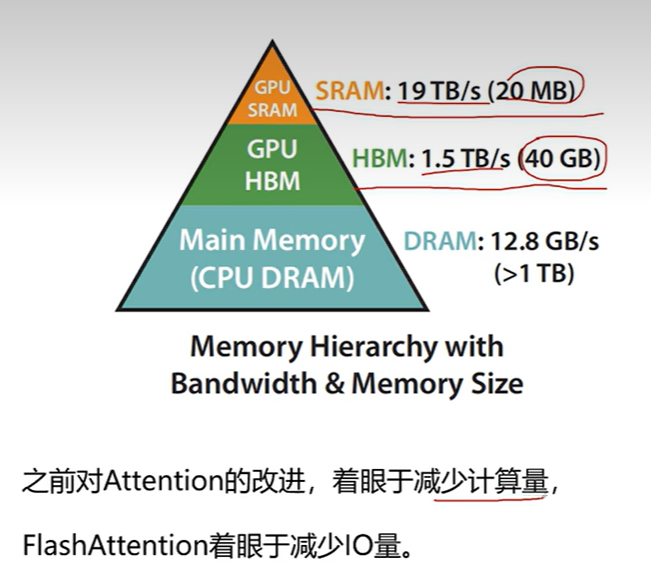 GPU
SRAM
SRAM: 19 TB/s (20 MB)
GPU
HBM
HBM: 1.5 TB/s (40 GB)
Main Memory
(CPU DRAM)
DRAM: 12.8 GB/s
(>1 TB)
Memory Hierarchy with
Bandwidth & Memory Size
之前对Attention的改进，着眼于减少计算量，
FlashAttention着眼于减少IO量。